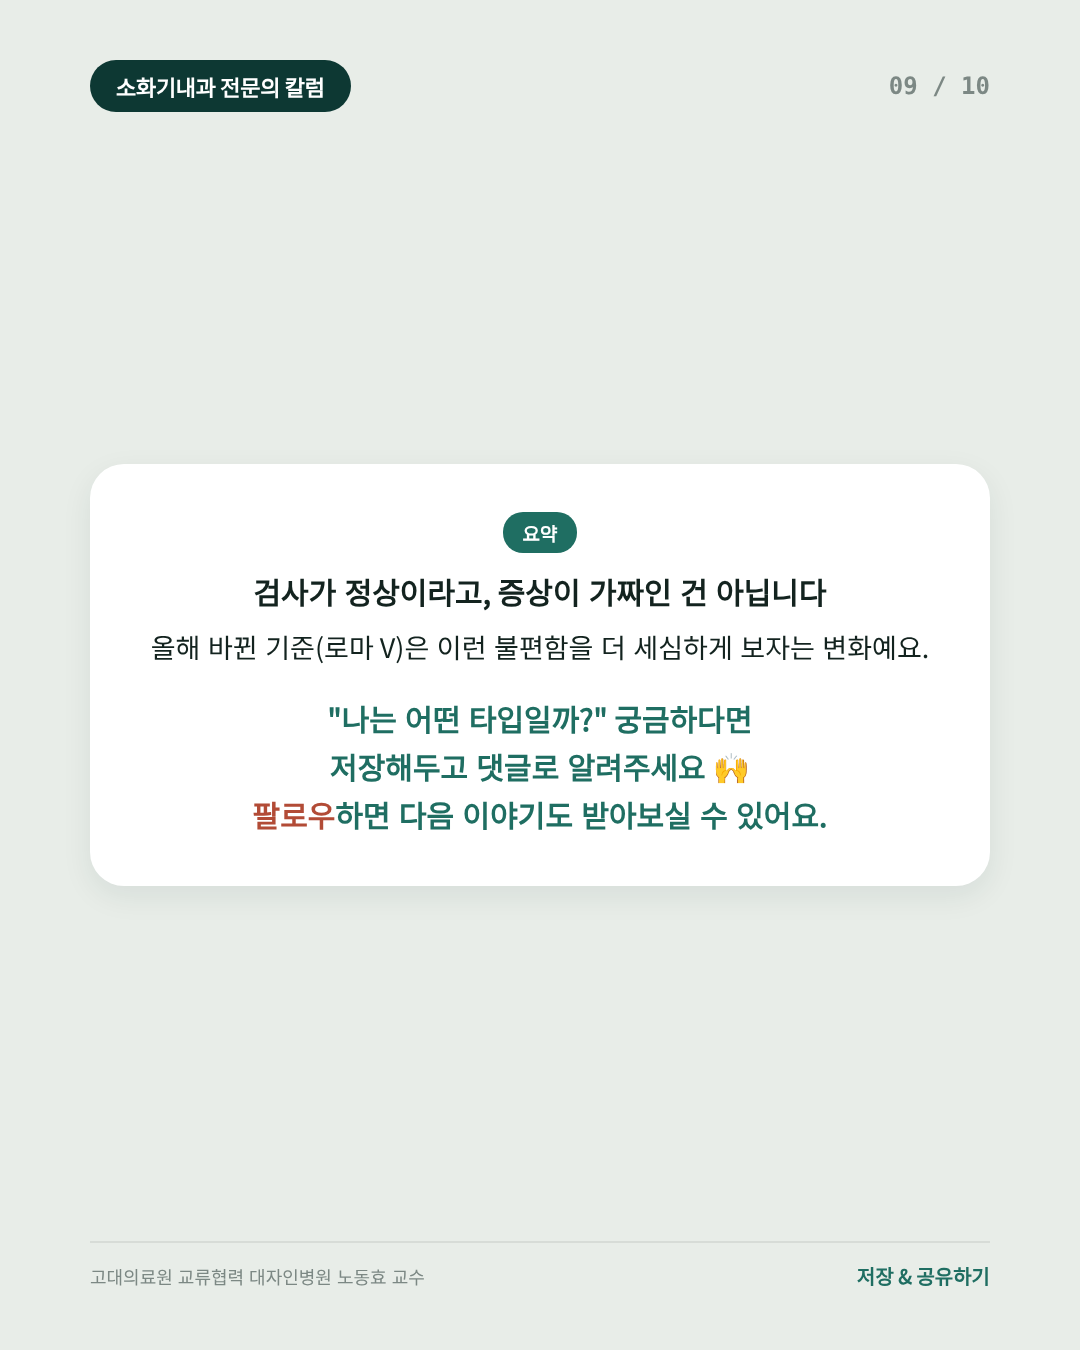 소화기내과 전문의 칼럼
09 / 10
요약
검사가 정상이라고, 증상이 가짜인 건 아닙니다
올해 바뀐 기준(로마 V)은 이런 불편함을 더 세심하게 보자는 변화예요.
"나는 어떤 타입일까?" 궁금하다면
저장해두고 댓글로 알려주세요 🙌
팔로우하면 다음 이야기도 받아보실 수 있어요.
고대의료원 교류협력 대자인병원 노동효 교수
저장 & 공유하기